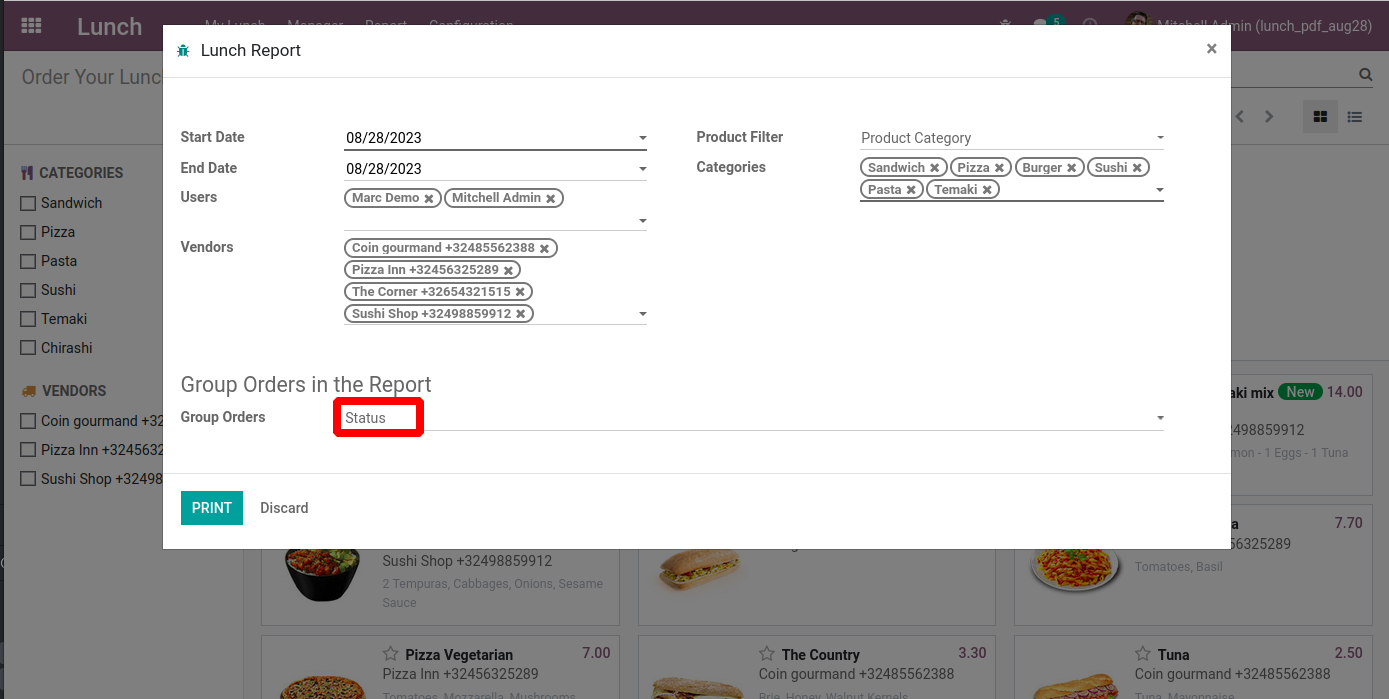 Lunch My Lunch Manager Report Configuration 5 Mitchell Admin (lunch_pdf_aug28)
Order Your Lunc
Lunch Report ×
Start Date 08/28/2023
End Date 08/28/2023
Users Marc Demo Mitchell Admin
Vendors Coin gourmand +32485562388
Pizza Inn +32456325289
The Corner +32654321515
Sushi Shop +32498859912
Product Filter Product Category
Categories Sandwich Pizza Burger Sushi
Pasta Temaki
Group Orders in the Report
Group Orders Status
PRINT Discard
CATEGORIES
Sandwich
Pizza
Pasta
Sushi
Temaki
Chirashi
VENDORS
Coin gourmand +32
Pizza Inn +3245632
Sushi Shop +32498
aki mix New 14.00
2498859912
mon - 1 Eggs - 1 Tuna
Sushi Shop +32498859912
2 Tempuras, Cabbages, Onions, Sesame
Sauce
a 7.70
56325289
Tomatoes, Basil
Pizza Vegetarian 7.00
Pizza Inn +32456325289
Tomatoes, Mozzarella, Mushrooms,
The Country 3.30
Coin gourmand +32485562388
Brie, Honey, Walnut Kernels
Tuna 2.50
Coin gourmand +32485562388
Tuna, Mayonnaise